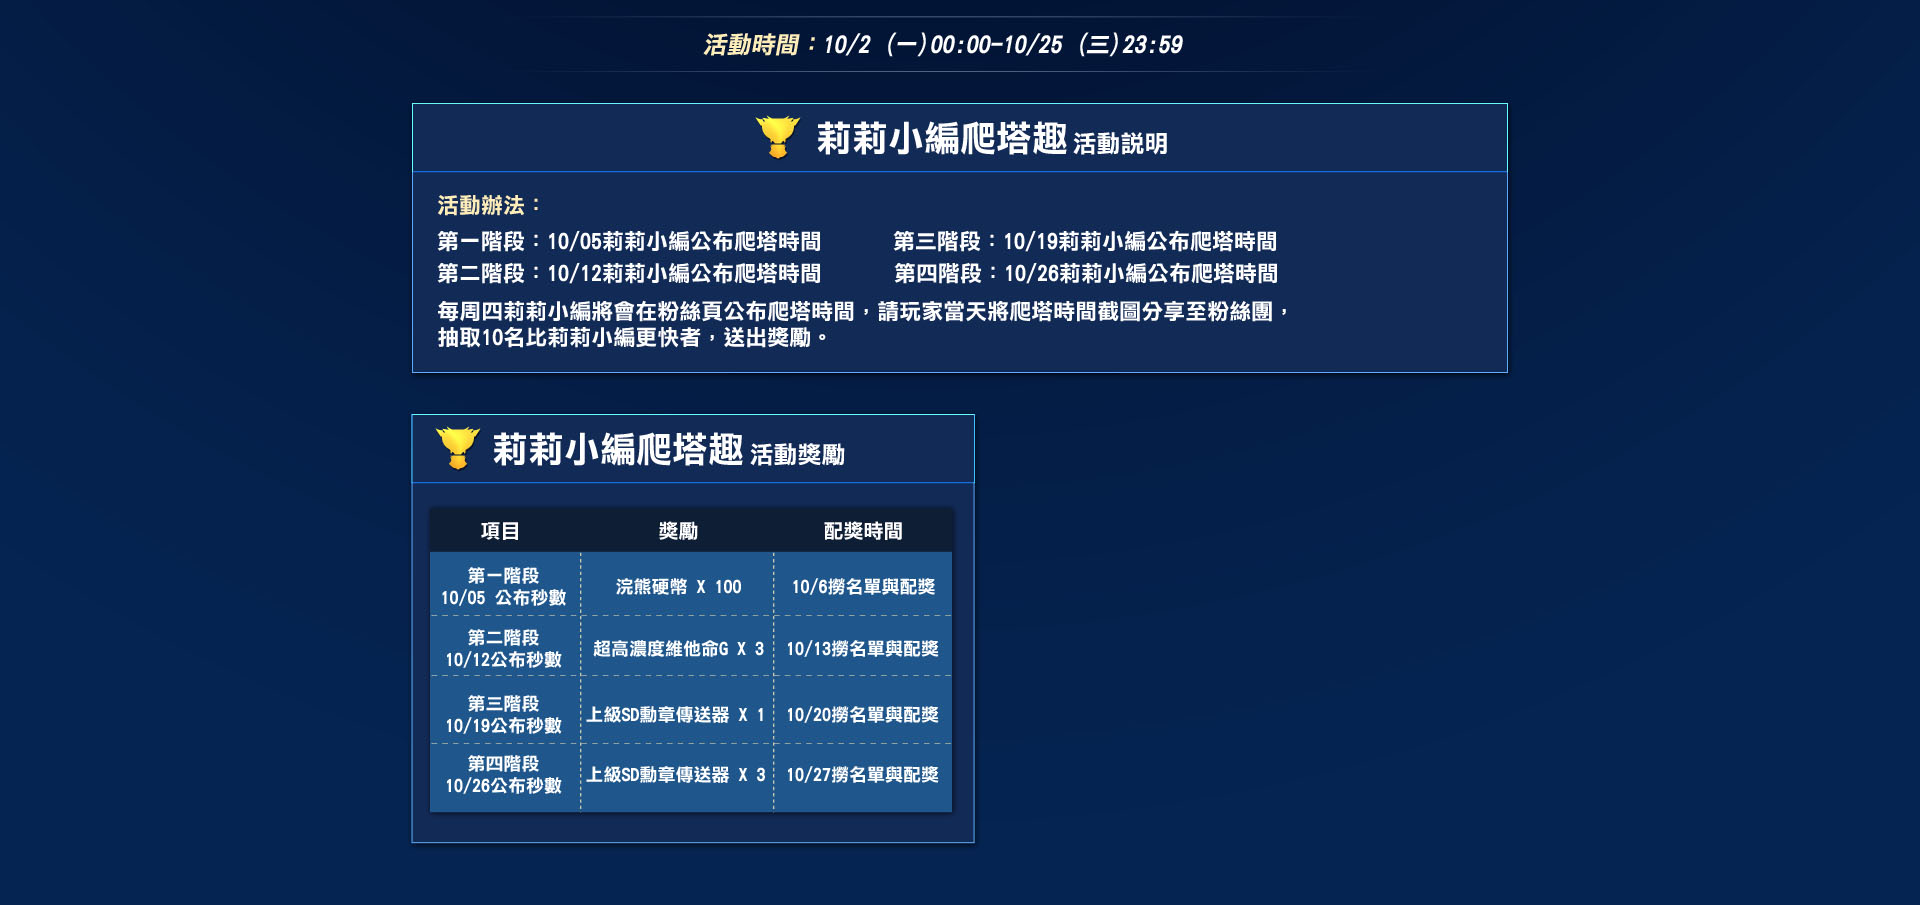 活動時間：10/2 (一)00:00-10/25 (三)23:59
莉莉小編爬塔趣 活動說明
活動辦法：
第一階段：10/05莉莉小編公布爬塔時間
第三階段：10/19莉莉小編公布爬塔時間
第二階段：10/12莉莉小編公布爬塔時間
第四階段：10/26莉莉小編公布爬塔時間
每周四莉莉小編將會在粉絲頁公布爬塔時間，請玩家當天將爬塔時間截圖分享至粉絲團，
抽取10名比莉莉小編更快者，送出獎勵。
莉莉小編爬塔趣 活動獎勵
項目 獎勵 配獎時間
第一階段
10/05 公布秒數
浣熊硬幣 X 100
10/6撈名單與配獎
第二階段
10/12公布秒數
超高濃度維他命G X 3
10/13撈名單與配獎
第三階段
10/19公布秒數
上級SD勳章傳送器 X 1
10/20撈名單與配獎
第四階段
10/26公布秒數
上級SD勳章傳送器 X 3
10/27撈名單與配獎